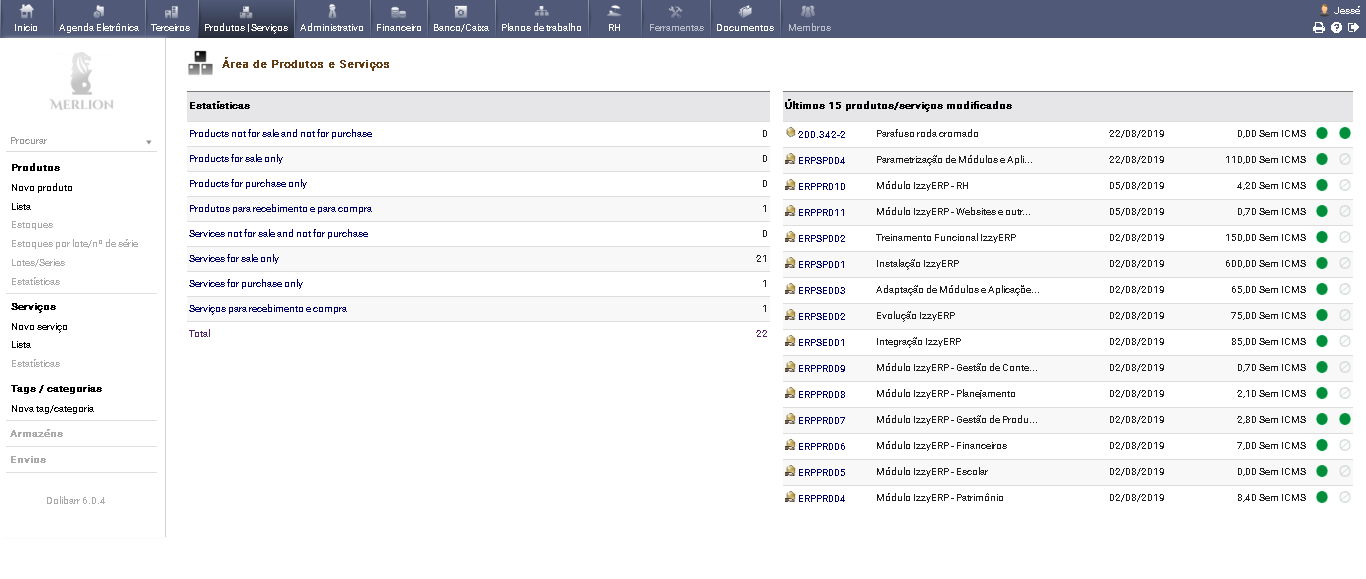 Início Agenda Eletrônica Terceiros Produtos | Serviços Administrativo Financeiro Banco/Caixa Planos de trabalho RH Ferramentas Documentos Membros Jessé
MERLION
Procurar
Produtos
Novo produto
Lista
Estoques
Estoques por lote/nº de série
Lotes/Series
Estatísticas
Serviços
Novo serviço
Lista
Estatísticas
Tags / categorias
Nova tag/categoria
Armazéns
Envios
Dolibarr 6.0.4
Área de Produtos e Serviços
Estatísticas
Products not for sale and not for purchase 0
Products for sale only 0
Products for purchase only 0
Produtos para recebimento e para compra 1
Services not for sale and not for purchase 0
Services for sale only 21
Services for purchase only 1
Serviços para recebimento e compra 1
Total 22
Últimos 15 produtos/serviços modificados
200.342-2 Parafuso roda cromado 22/08/2019 0,00 Sem ICMS
ERPSP004 Parametrização de Módulos e Apli... 22/08/2019 110,00 Sem ICMS
ERPPR010 Módulo IzzyERP - RH 05/08/2019 4,20 Sem ICMS
ERPPR011 Módulo IzzyERP - Websites e outr... 05/08/2019 0,70 Sem ICMS
ERPSP002 Treinamento Funcional IzzyERP 02/08/2019 150,00 Sem ICMS
ERPSP001 Instalação IzzyERP 02/08/2019 600,00 Sem ICMS
ERPSE003 Adaptação de Módulos e Aplicaçõe... 02/08/2019 65,00 Sem ICMS
ERPSE002 Evolução IzzyERP 02/08/2019 75,00 Sem ICMS
ERPSE001 Integração IzzyERP 02/08/2019 85,00 Sem ICMS
ERPPR009 Módulo IzzyERP - Gestão de Conte... 02/08/2019 0,70 Sem ICMS
ERPPR008 Módulo IzzyERP - Planejamento 02/08/2019 2,10 Sem ICMS
ERPPR007 Módulo IzzyERP - Gestão de Produ... 02/08/2019 2,80 Sem ICMS
ERPPR006 Módulo IzzyERP - Financeiros 02/08/2019 7,00 Sem ICMS
ERPPR005 Módulo IzzyERP - Escolar 02/08/2019 0,00 Sem ICMS
ERPPR004 Módulo IzzyERP - Patrimônio 02/08/2019 8,40 Sem ICMS